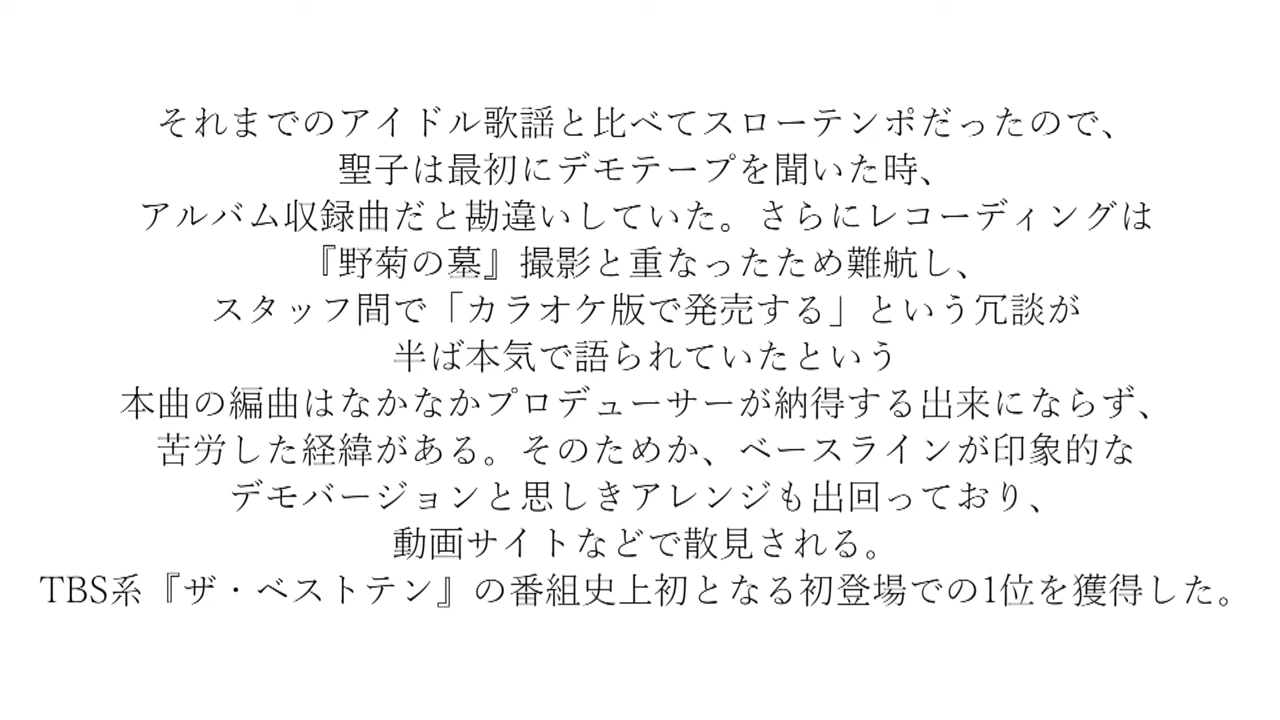 それまでのアイドル歌謡と比べてスローテンポだったので、
聖子は最初にデモテープを聞いた時、
アルバム収録曲だと勘違いしていた。さらにレコーディングは
『野菊の墓』撮影と重なったため難航し、
スタッフ間で「カラオケ版で発売する」という冗談が
半ば本気で語られていたという
本曲の編曲はなかなかプロデューサーが納得する出来にならず、
苦労した経緯がある。そのためか、ベースラインが印象的な
デモバージョンと思しきアレンジも出回っており、
動画サイトなどで散見される。
TBS系『ザ・ベストテン』の番組史上初となる初登場での1位を獲得した。